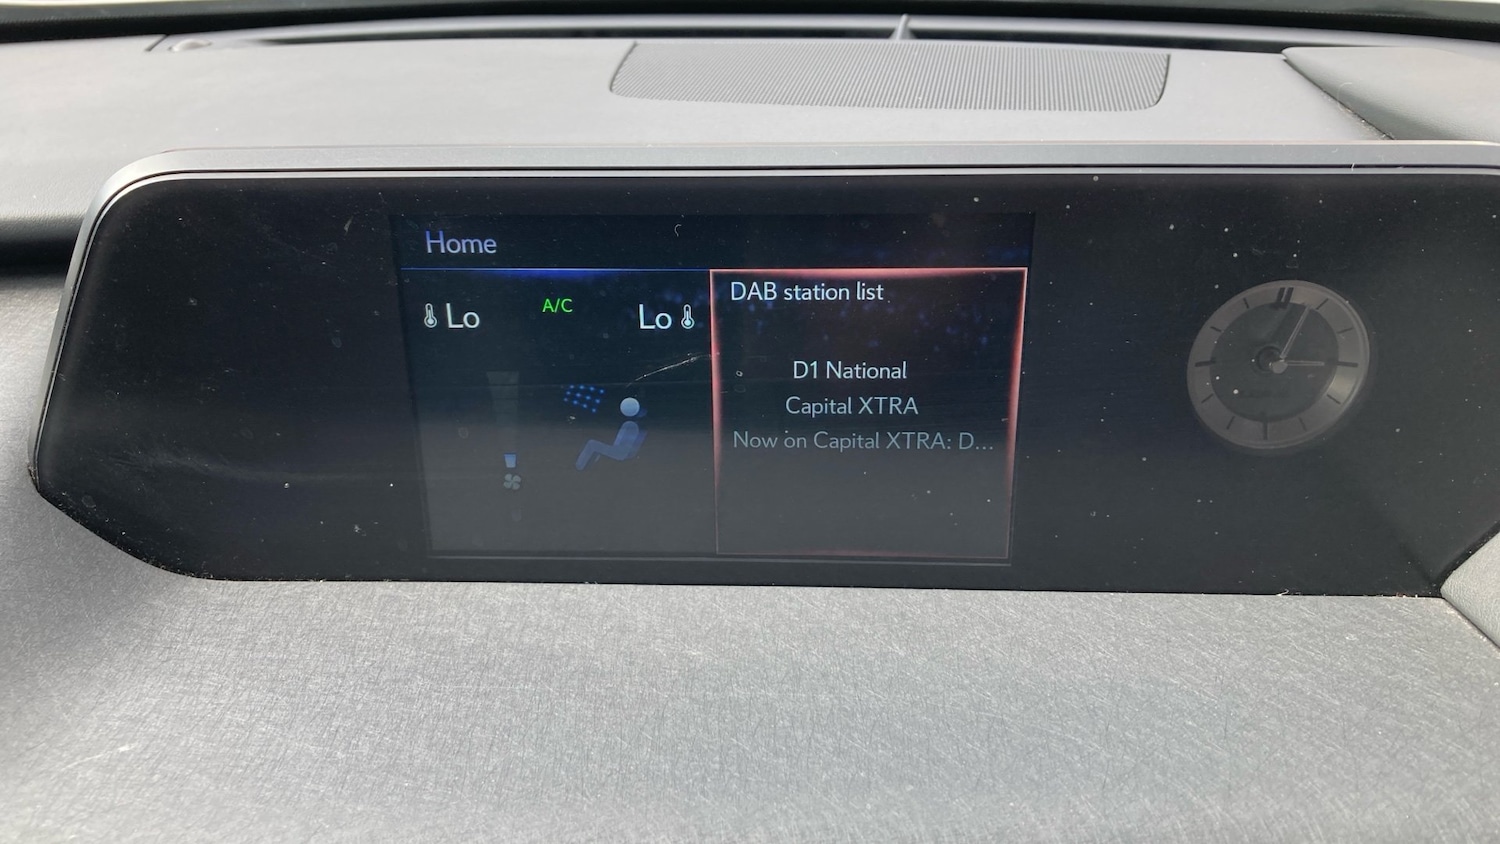 Home
Lo
A/C
Lo
DAB station list
D1 National
Capital XTRA
Now on Capital XTRA: D...